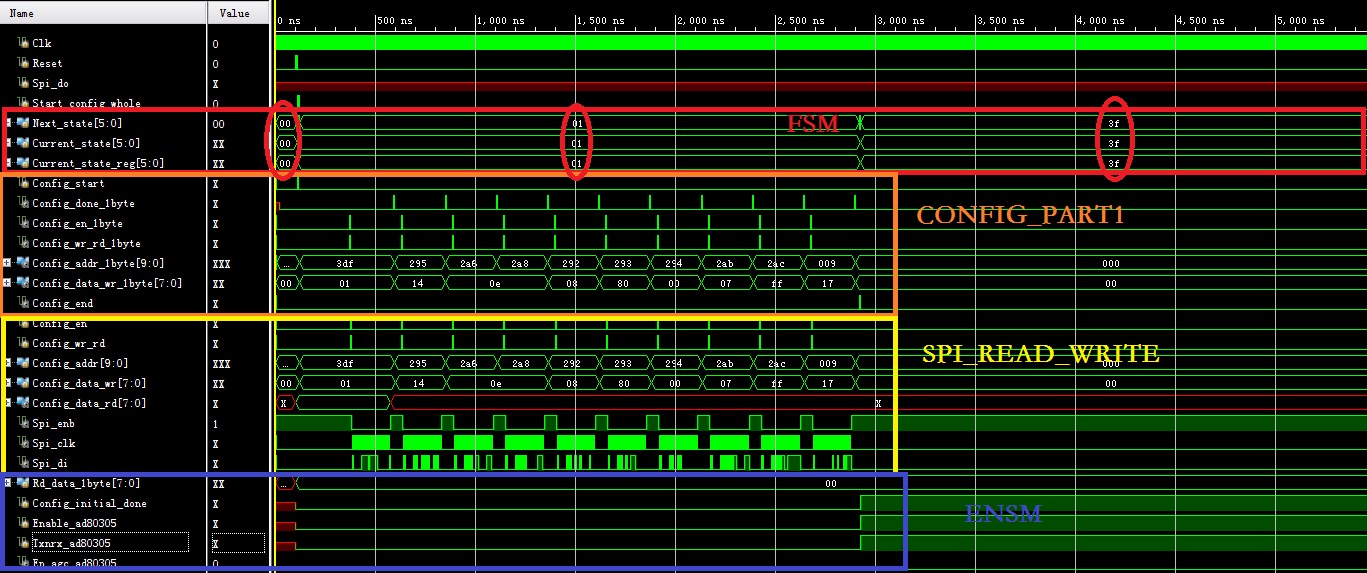 Name Value 0 ns 500 ns 1,000 ns 1,500 ns 2,000 ns 2,500 ns 3,000 ns 3,500 ns 4,000 ns 4,500 ns 5,000 ns
Clk 0
Reset 0
Spi_do X
Start_config_whole 0
Next_state[5:0] 00 00 01 FSM 3f
Current_state[5:0] XX 00 01 3f
Current_state_reg[5:0] XX 00 01 3f
Config_start X
Config_done_1byte X
CONFIG_PART1
Config_en_1byte X
Config_wr_rd_1byte X
Config_addr_1byte[9:0] XXX ... 3df 295 2a6 2a8 292 293 294 2ab 2ac 009 000
Config_data_wr_1byte[7:0] XX 00 01 14 0e 08 80 00 07 ff 17 00
Config_end X
Config_en X
Config_wr_rd X
SPI_READ_WRITE
Config_addr[9:0] XXX ... 3df 295 2a6 2a8 292 293 294 2ab 2ac 009 000
Config_data_wr[7:0] XX 00 01 14 0e 08 80 00 07 ff 17 00
Config_data_rd[7:0] X X X
Spi_enb 1
Spi_clk X
Spi_di X
Rd_data_1byte[7:0] XX ... 00
Config_initial_done X
ENSM
Enable_ad80305 X
Txnrx_ad80305 X
En_agc_ad80305 0